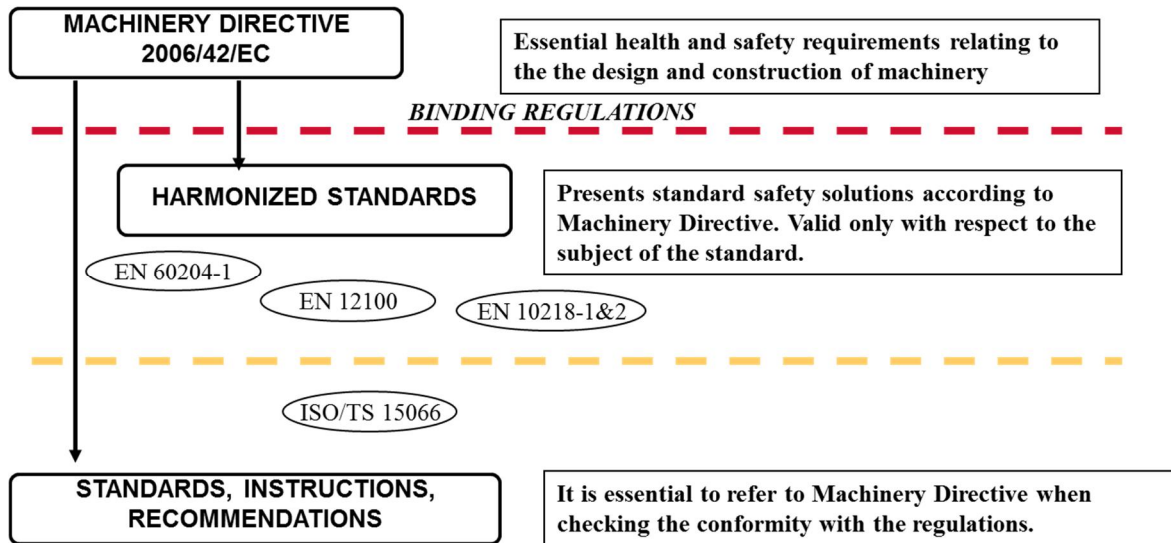 MACHINERY DIRECTIVE
2006/42/EC
Essential health and safety requirements relating to
the the design and construction of machinery
BINDING REGULATIONS
HARMONIZED STANDARDS
Presents standard safety solutions according to
Machinery Directive. Valid only with respect to the
subject of the standard.
EN 60204-1
EN 12100
EN 10218-1&2
ISO/TS 15066
STANDARDS, INSTRUCTIONS,
RECOMMENDATIONS
It is essential to refer to Machinery Directive when
checking the conformity with the regulations.